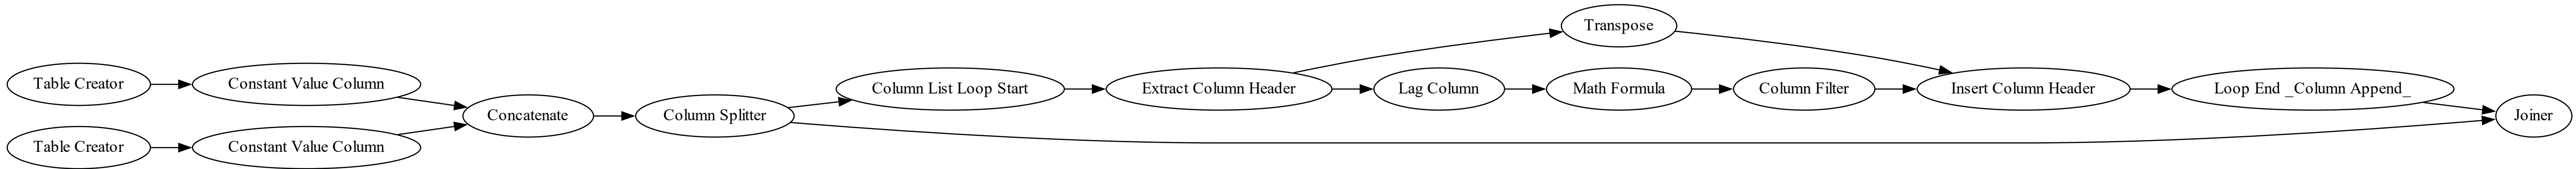 Table Creator
Constant Value Column
Table Creator
Constant Value Column
Concatenate
Column Splitter
Column List Loop Start
Extract Column Header
Transpose
Lag Column
Math Formula
Column Filter
Insert Column Header
Loop End _Column Append_
Joiner